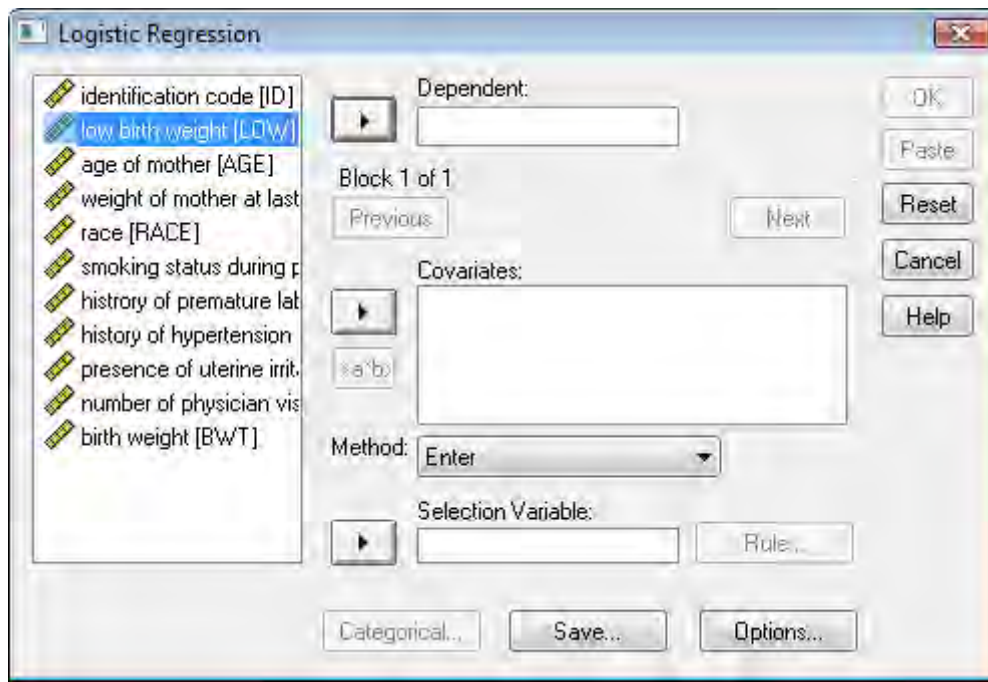 Logistic Regression
identification code [ID]
low birth weight [LOW]
age of mother [AGE]
weight of mother at last
race [RACE]
smoking status during p
histrory of premature lat
history of hypertension
presence of uterine irrit
number of physician vis
birth weight [BWT]
Dependent:
Block 1 of 1
Previous
Next
Covariates:
>a*b>
Method:
Enter
Selection Variable:
Rule...
Categorical...
Save...
Options...
OK
Paste
Reset
Cancel
Help